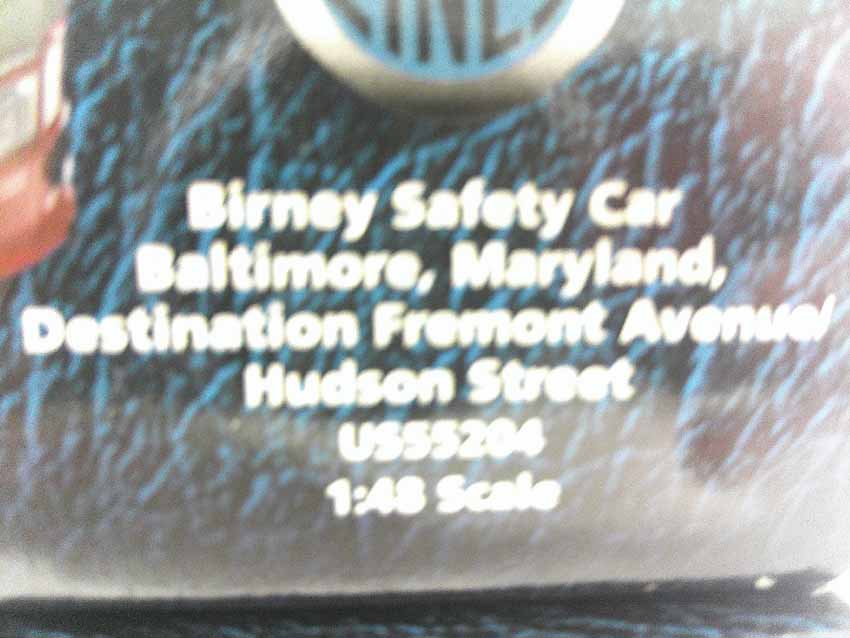 Birney Safety Car
Baltimore, Maryland,
Destination Fremont Avenue/
Hudson Street
US55204
1:48 Scale